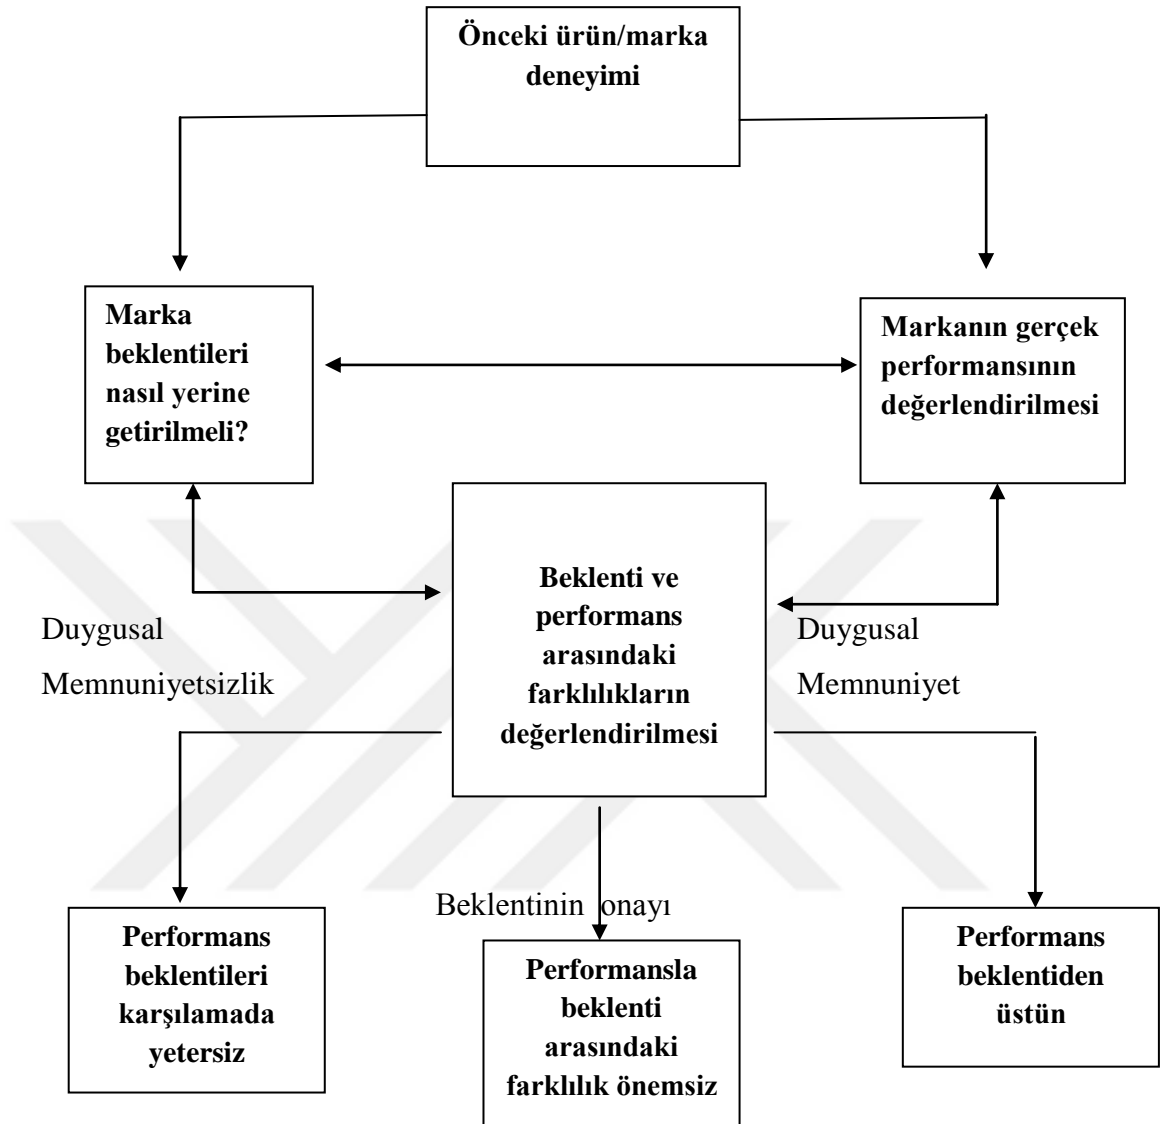 Önceki ürün/marka
deneyimi
Marka
beklentileri
nasıl yerine
getirilmeli?
Markanın gerçek
performansının
değerlendirilmesi
Beklenti ve
performans
arasındaki
farklılıkların
değerlendirilmesi
Duygusal
Memnuniyetsizlik
Duygusal
Memnuniyet
Beklentinin onayı
Performans
beklentileri
karşılamada
yetersiz
Performansla
beklenti
arasındaki
farklılık önemsiz
Performans
beklentiden
üstün